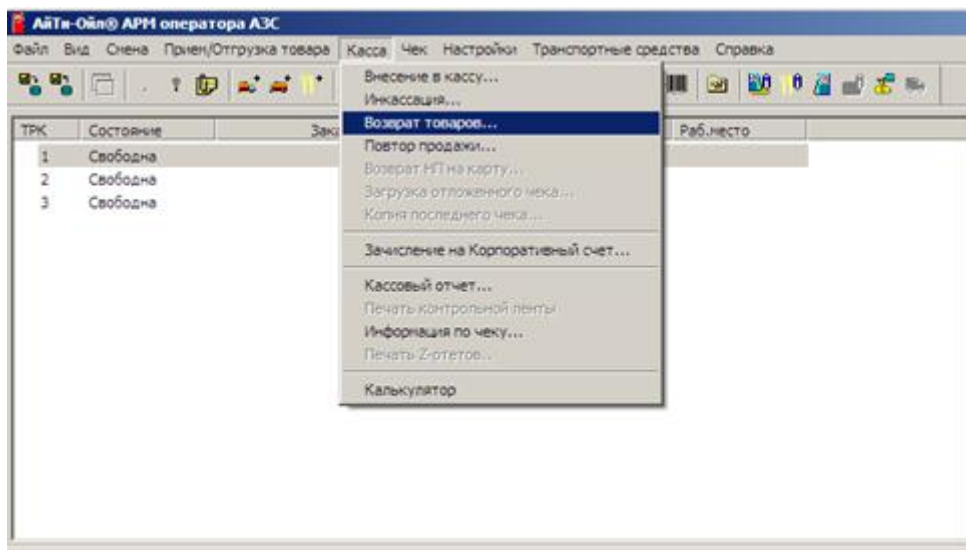 АйТи-Ойл® АРМ оператора АЗС
Файл Вид Смена Прием/Отгрузка товара Касса Чек Настройки Транспортные средства Справка
Внесение в кассу...
Инкассация...
Возврат товаров...
Повтор продажи...
Возврат НП на карту...
Загрузка отложенного чека...
Копия последнего чека...
Зачисление на Корпоративный счет...
Кассовый отчет...
Печать контрольной ленты
Информация по чеку...
Печать Z-отетов...
Калькулятор
ТРК Состояние Зака Раб.место
1 Свободна
2 Свободна
3 Свободна